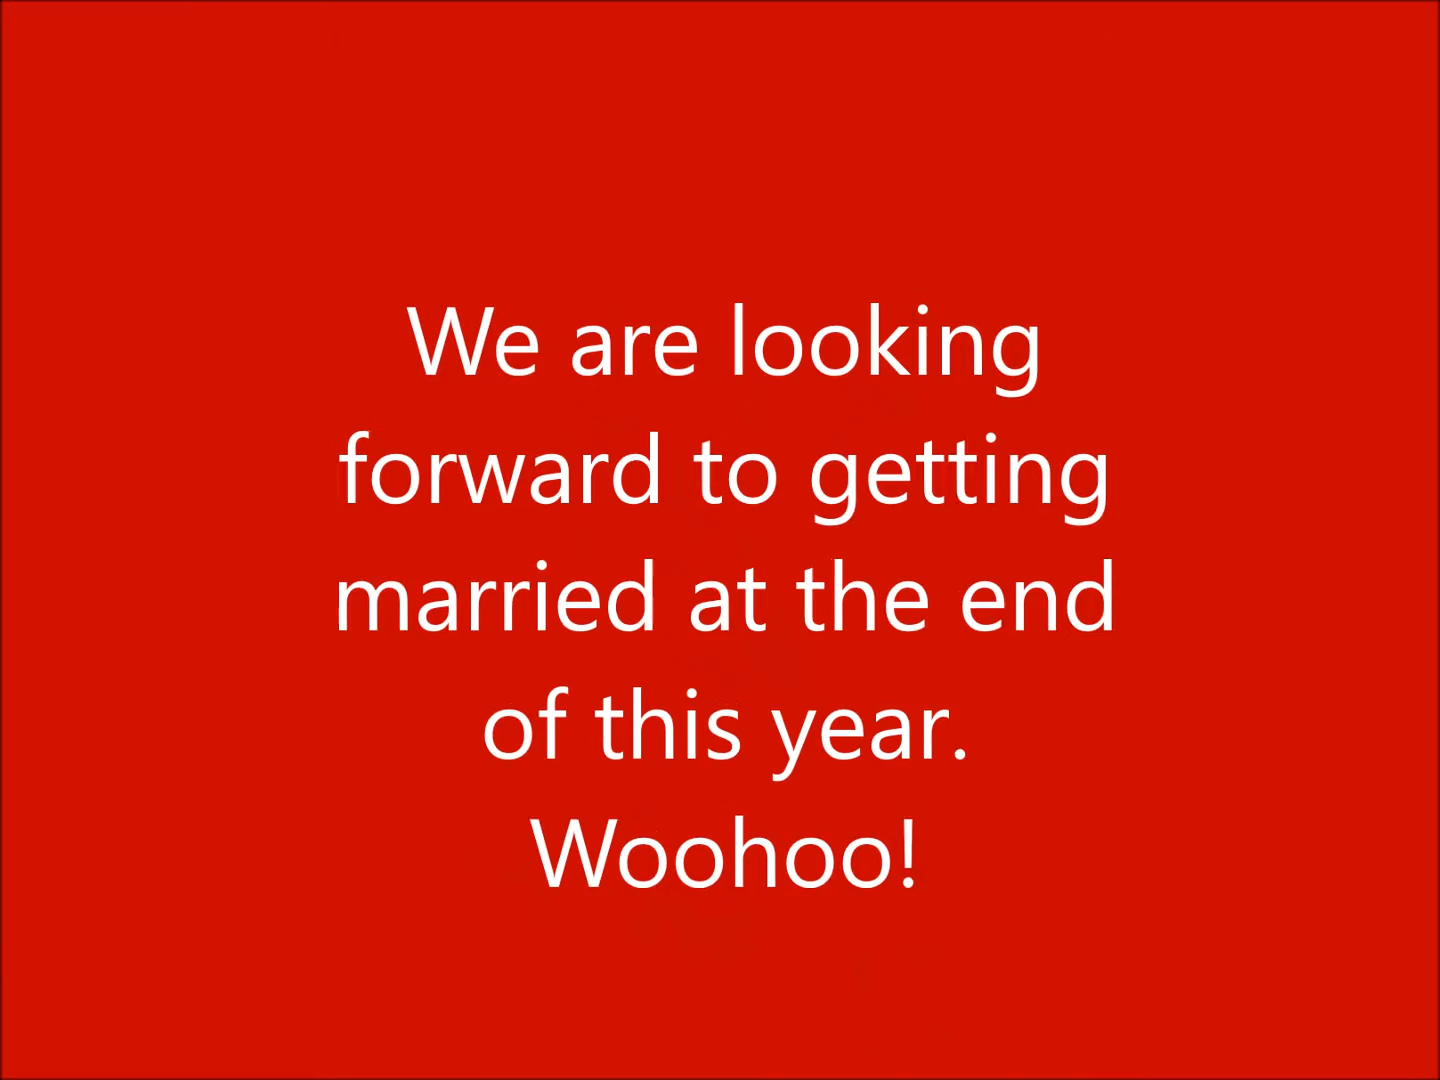 We are looking
forward to getting
married at the end
of this year.
Woohoo!